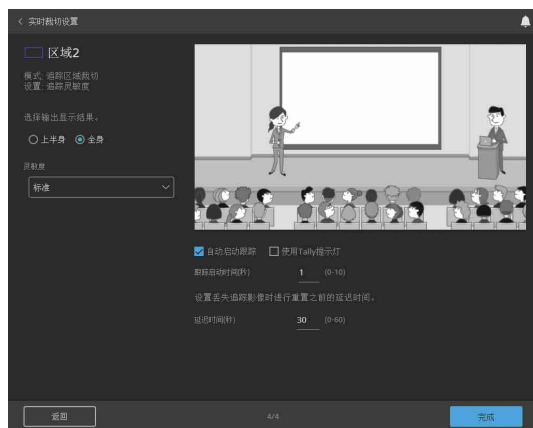 实时裁切设置
区域2
模式: 追踪区域裁切
设置: 追踪灵敏度
选择输出显示结果。
上半身 全身
灵敏度
标准
自动启动跟踪 使用Tally提示灯
跟踪启动时间(秒) 1 (0-10)
设置丢失追踪影像时进行重置之前的延迟时间。
延迟时间(秒) 30 (0-60)
返回 4/4 完成